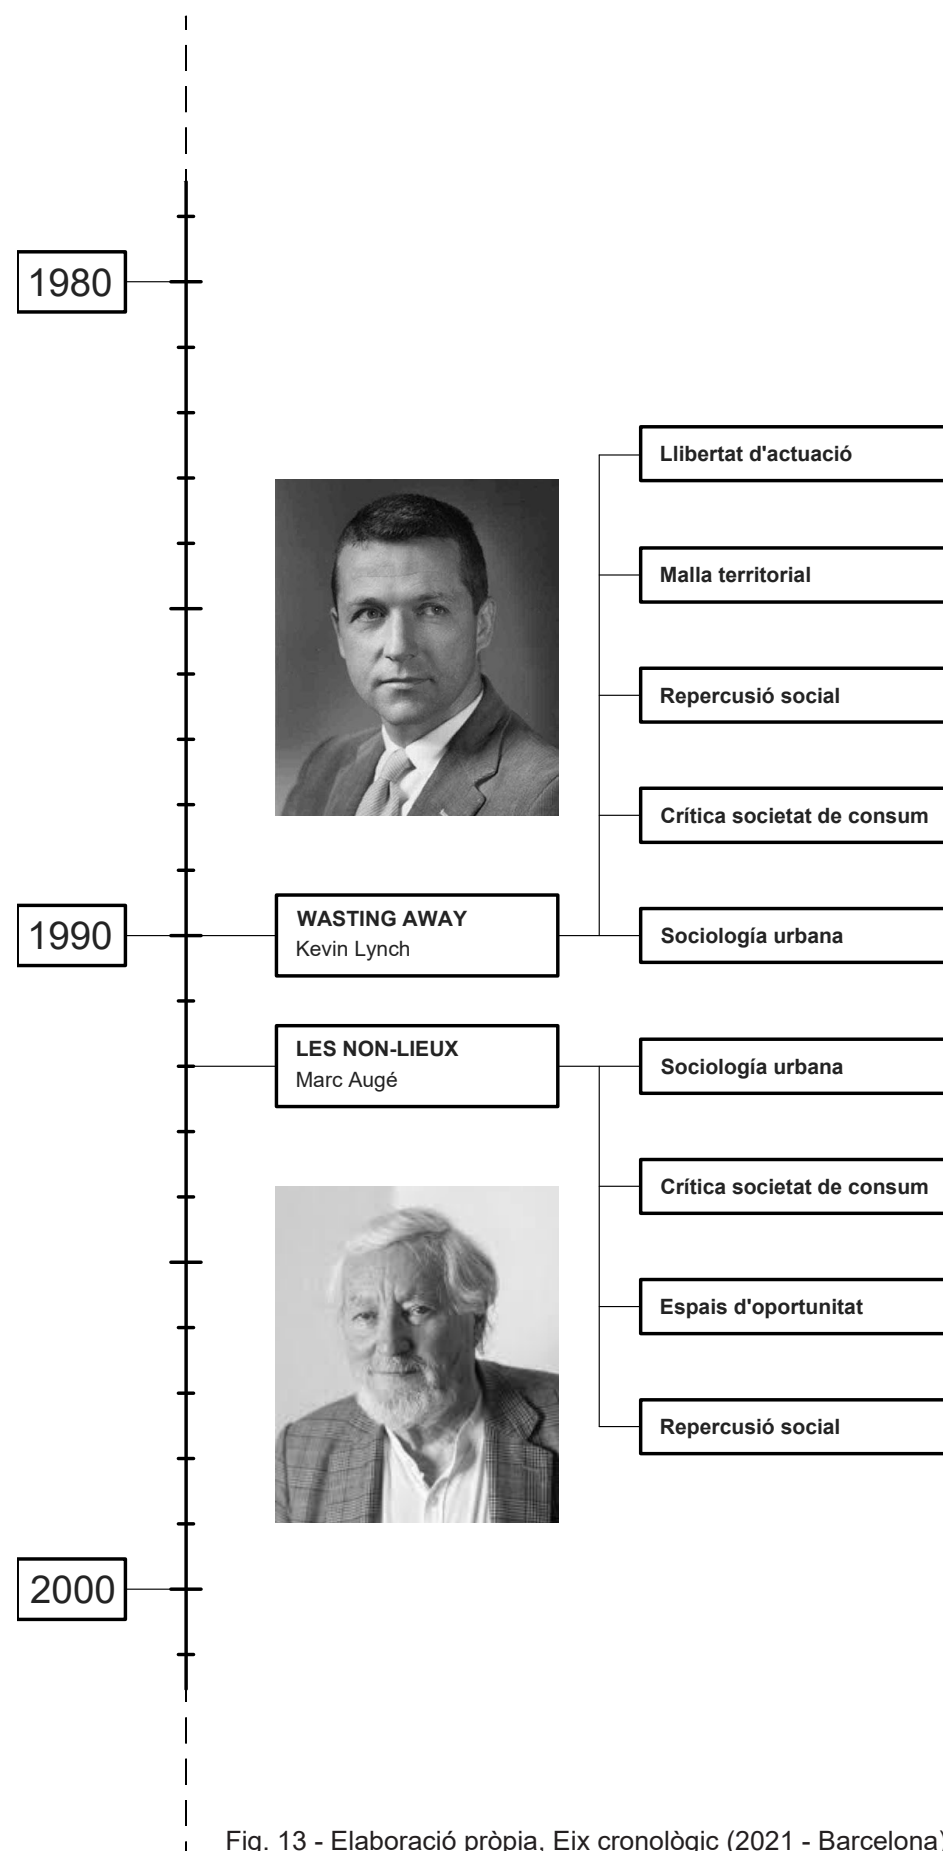 1980
Llibertat d'actuació
Malla territorial
Repercusió social
Crítica societat de consum
1990
WASTING AWAY
Kevin Lynch
Sociología urbana
LES NON-LIEUX
Marc Augé
Sociología urbana
Crítica societat de consum
Espais d'oportunitat
Repercusió social
2000
Fig. 13 - Elaboració pròpia, Eix cronològic (2021 - Barcelona)